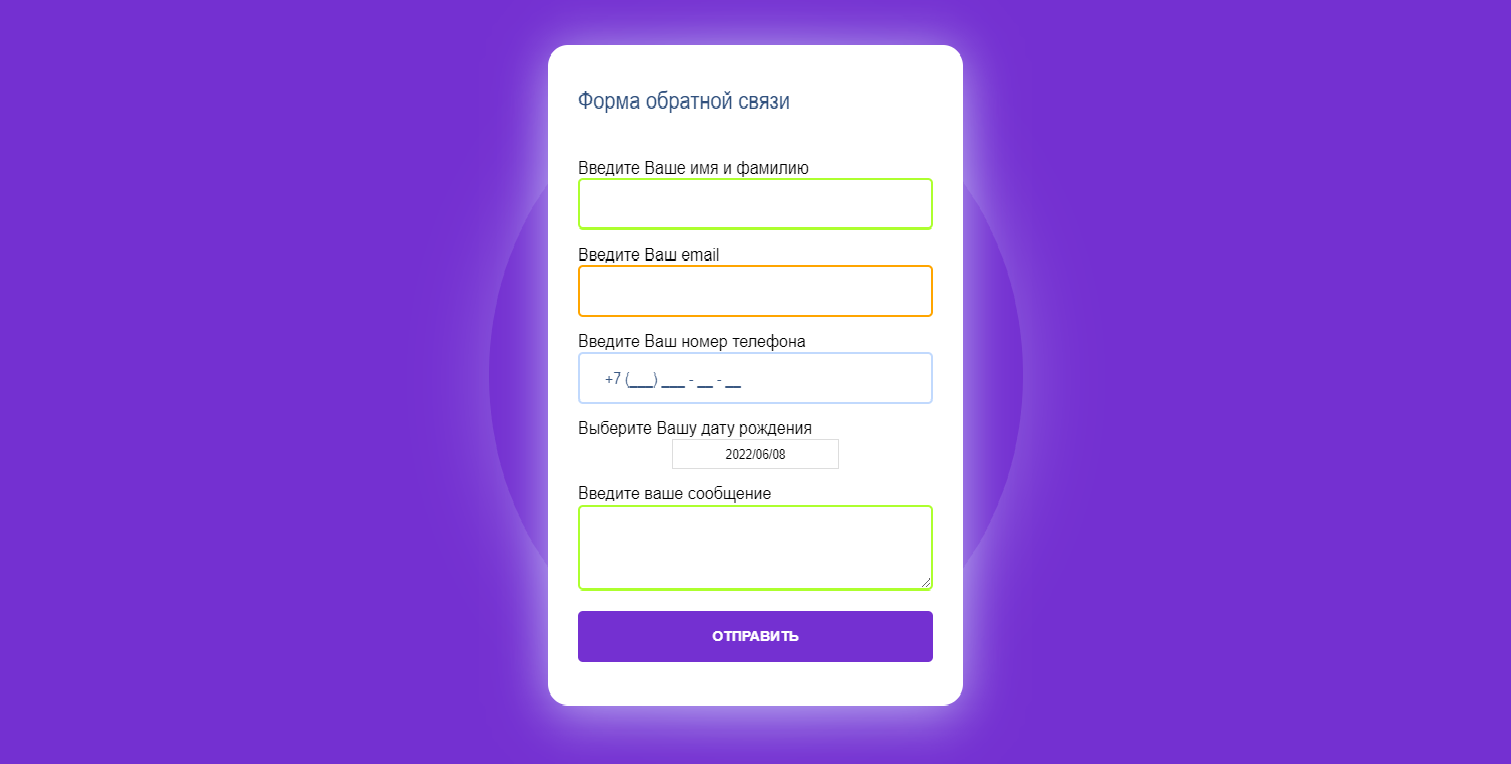 Форма обратной связи
Введите Ваше имя и фамилию
Введите Ваш email
Введите Ваш номер телефона
+7 (___) ___ - __ - __
Выберите Вашу дату рождения
2022/06/08
Введите ваше сообщение
ОТПРАВИТЬ